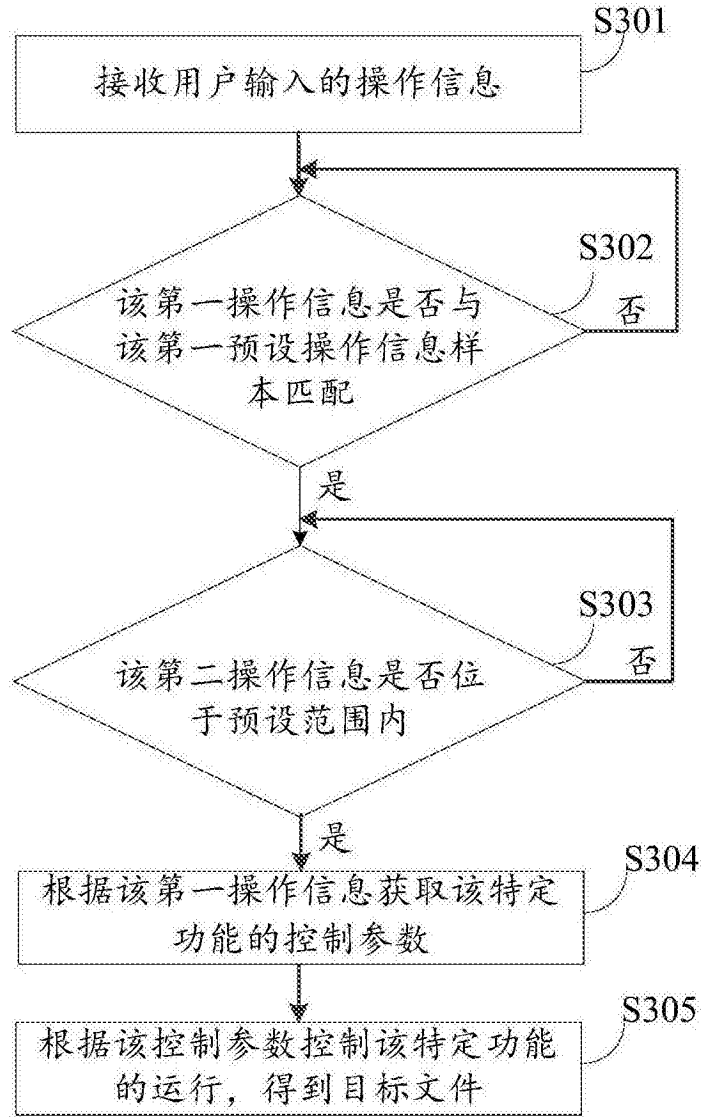 S301
接收用户输入的操作信息
S302
该第一操作信息是否与
该第一预设操作信息样
本匹配
否
是
S303
该第二操作信息是否位
于预设范围内
否
是
S304
根据该第一操作信息获取该特定
功能的控制参数
S305
根据该控制参数控制该特定功能
的运行，得到目标文件